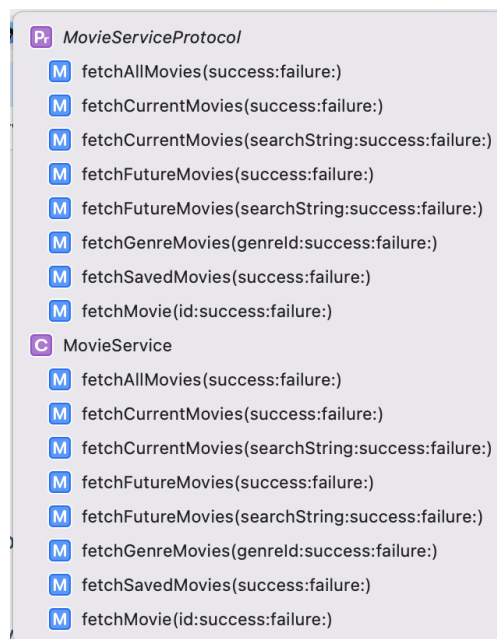 Pr MovieServiceProtocol
M fetchAllMovies(success:failure:)
M fetchCurrentMovies(success:failure:)
M fetchCurrentMovies(searchString:success:failure:)
M fetchFutureMovies(success:failure:)
M fetchFutureMovies(searchString:success:failure:)
M fetchGenreMovies(genreId:success:failure:)
M fetchSavedMovies(success:failure:)
M fetchMovie(id:success:failure:)
C MovieService
M fetchAllMovies(success:failure:)
M fetchCurrentMovies(success:failure:)
M fetchCurrentMovies(searchString:success:failure:)
M fetchFutureMovies(success:failure:)
M fetchFutureMovies(searchString:success:failure:)
M fetchGenreMovies(genreId:success:failure:)
M fetchSavedMovies(success:failure:)
M fetchMovie(id:success:failure:)